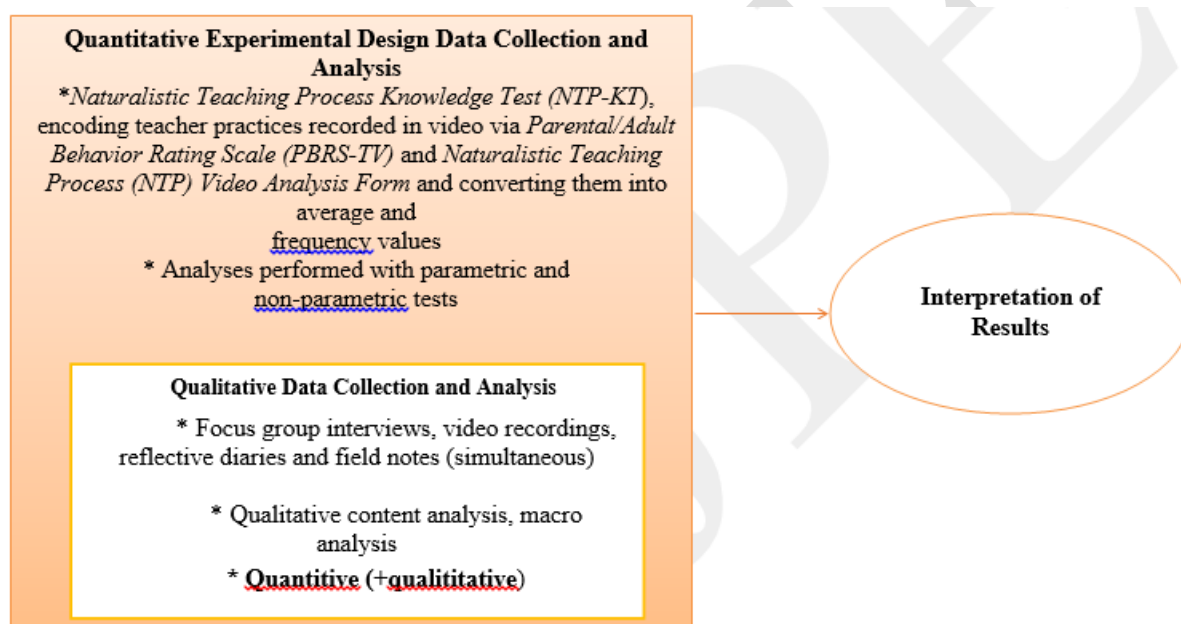 Quantitative Experimental Design Data Collection and
Analysis
*Naturalistic Teaching Process Knowledge Test (NTP-KT),
encoding teacher practices recorded in video via Parental/Adult
Behavior Rating Scale (PBRS-TV) and Naturalistic Teaching
Process (NTP) Video Analysis Form and converting them into
average and
frequency values
* Analyses performed with parametric and
non-parametric tests
Interpretation of
Results
Qualitative Data Collection and Analysis
* Focus group interviews, video recordings,
reflective diaries and field notes (simultaneous)
* Qualitative content analysis, macro
analysis
* Quantitive (+qualititative)